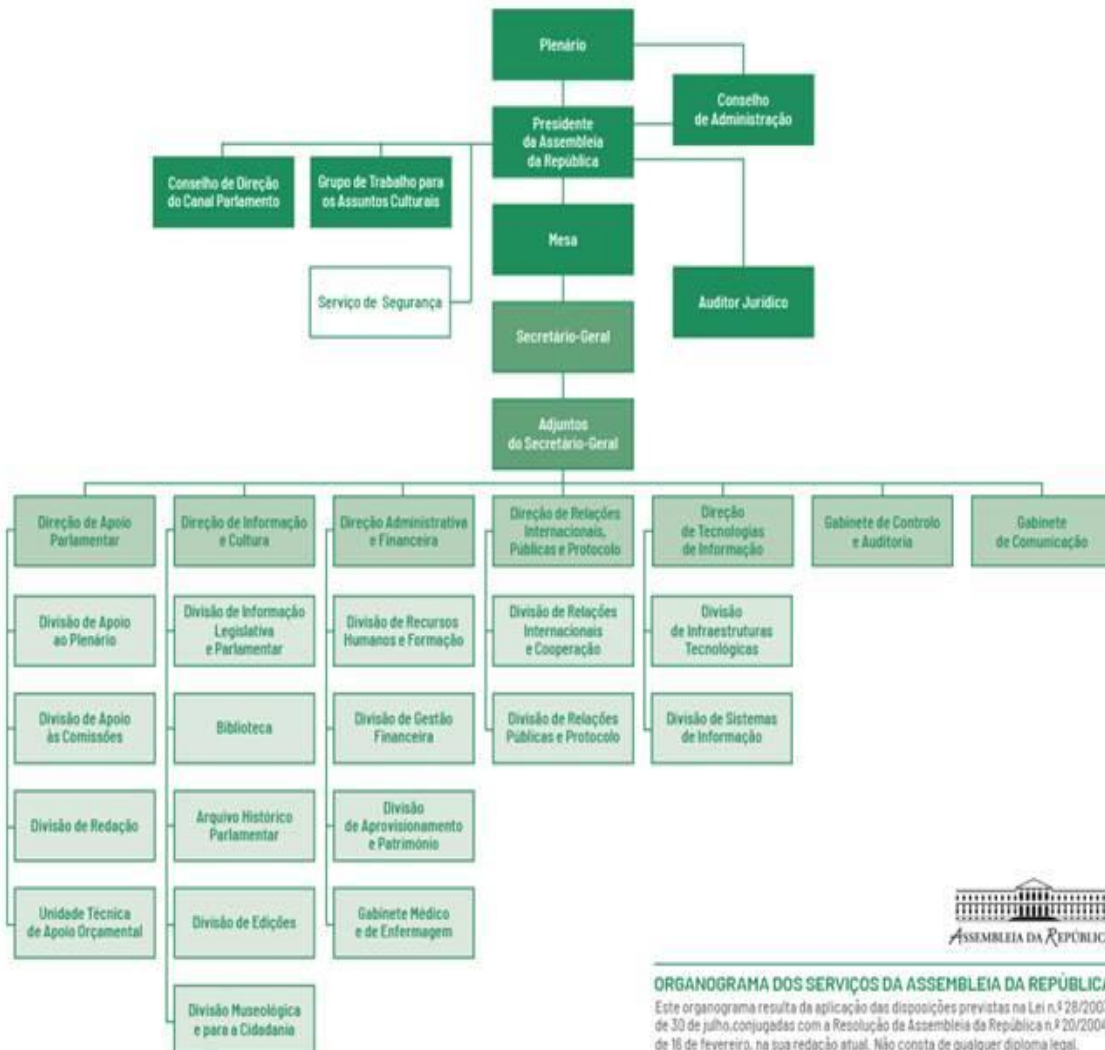 Plenário
Conselho
de Administração
Presidente
da Assembleia
da República
Conselho de Direção
do Canal Parlamento
Grupo de Trabalho para
os Assuntos Culturais
Mesa
Serviço de Segurança
Auditor Jurídico
Secretário-Geral
Adjuntos
do Secretário-Geral
Direção de Apoio
Parlamentar
Direção de Informação
e Cultura
Direção Administrativa
e Financeira
Direção de Relações
Internacionais,
Públicas e Protocolo
Direção
de Tecnologias
de Informação
Gabinete de Controlo
e Auditoria
Gabinete
de Comunicação
Divisão de Apoio
ao Plenário
Divisão de Informação
Legislativa
e Parlamentar
Divisão de Recursos
Humanos e Formação
Divisão de Relações
Internacionais
e Cooperação
Divisão
de Infraestruturas
Tecnológicas
Divisão de Apoio
às Comissões
Biblioteca
Divisão de Gestão
Financeira
Divisão de Relações
Públicas e Protocolo
Divisão de Sistemas
de Informação
Divisão de Redação
Arquivo Histórico
Parlamentar
Divisão
de Aprovisionamento
e Património
Unidade Técnica
de Apoio Orçamental
Divisão de Edições
Gabinete Médico
e de Enfermagem
Divisão Museológica
e para a Cidadania
ASSEMBLEIA DA REPÚBLIC
ORGANOGRAMA DOS SERVIÇOS DA ASSEMBLEIA DA REPÚBLICA
Este organograma resulta da aplicação das disposições previstas na Lei n.º 28/2003
de 30 de julho,conjugadas com a Resolução da Assembleia da República n.º 20/2004,
de 16 de fevereiro, na sua redação atual. Não consta de qualquer diploma legal.